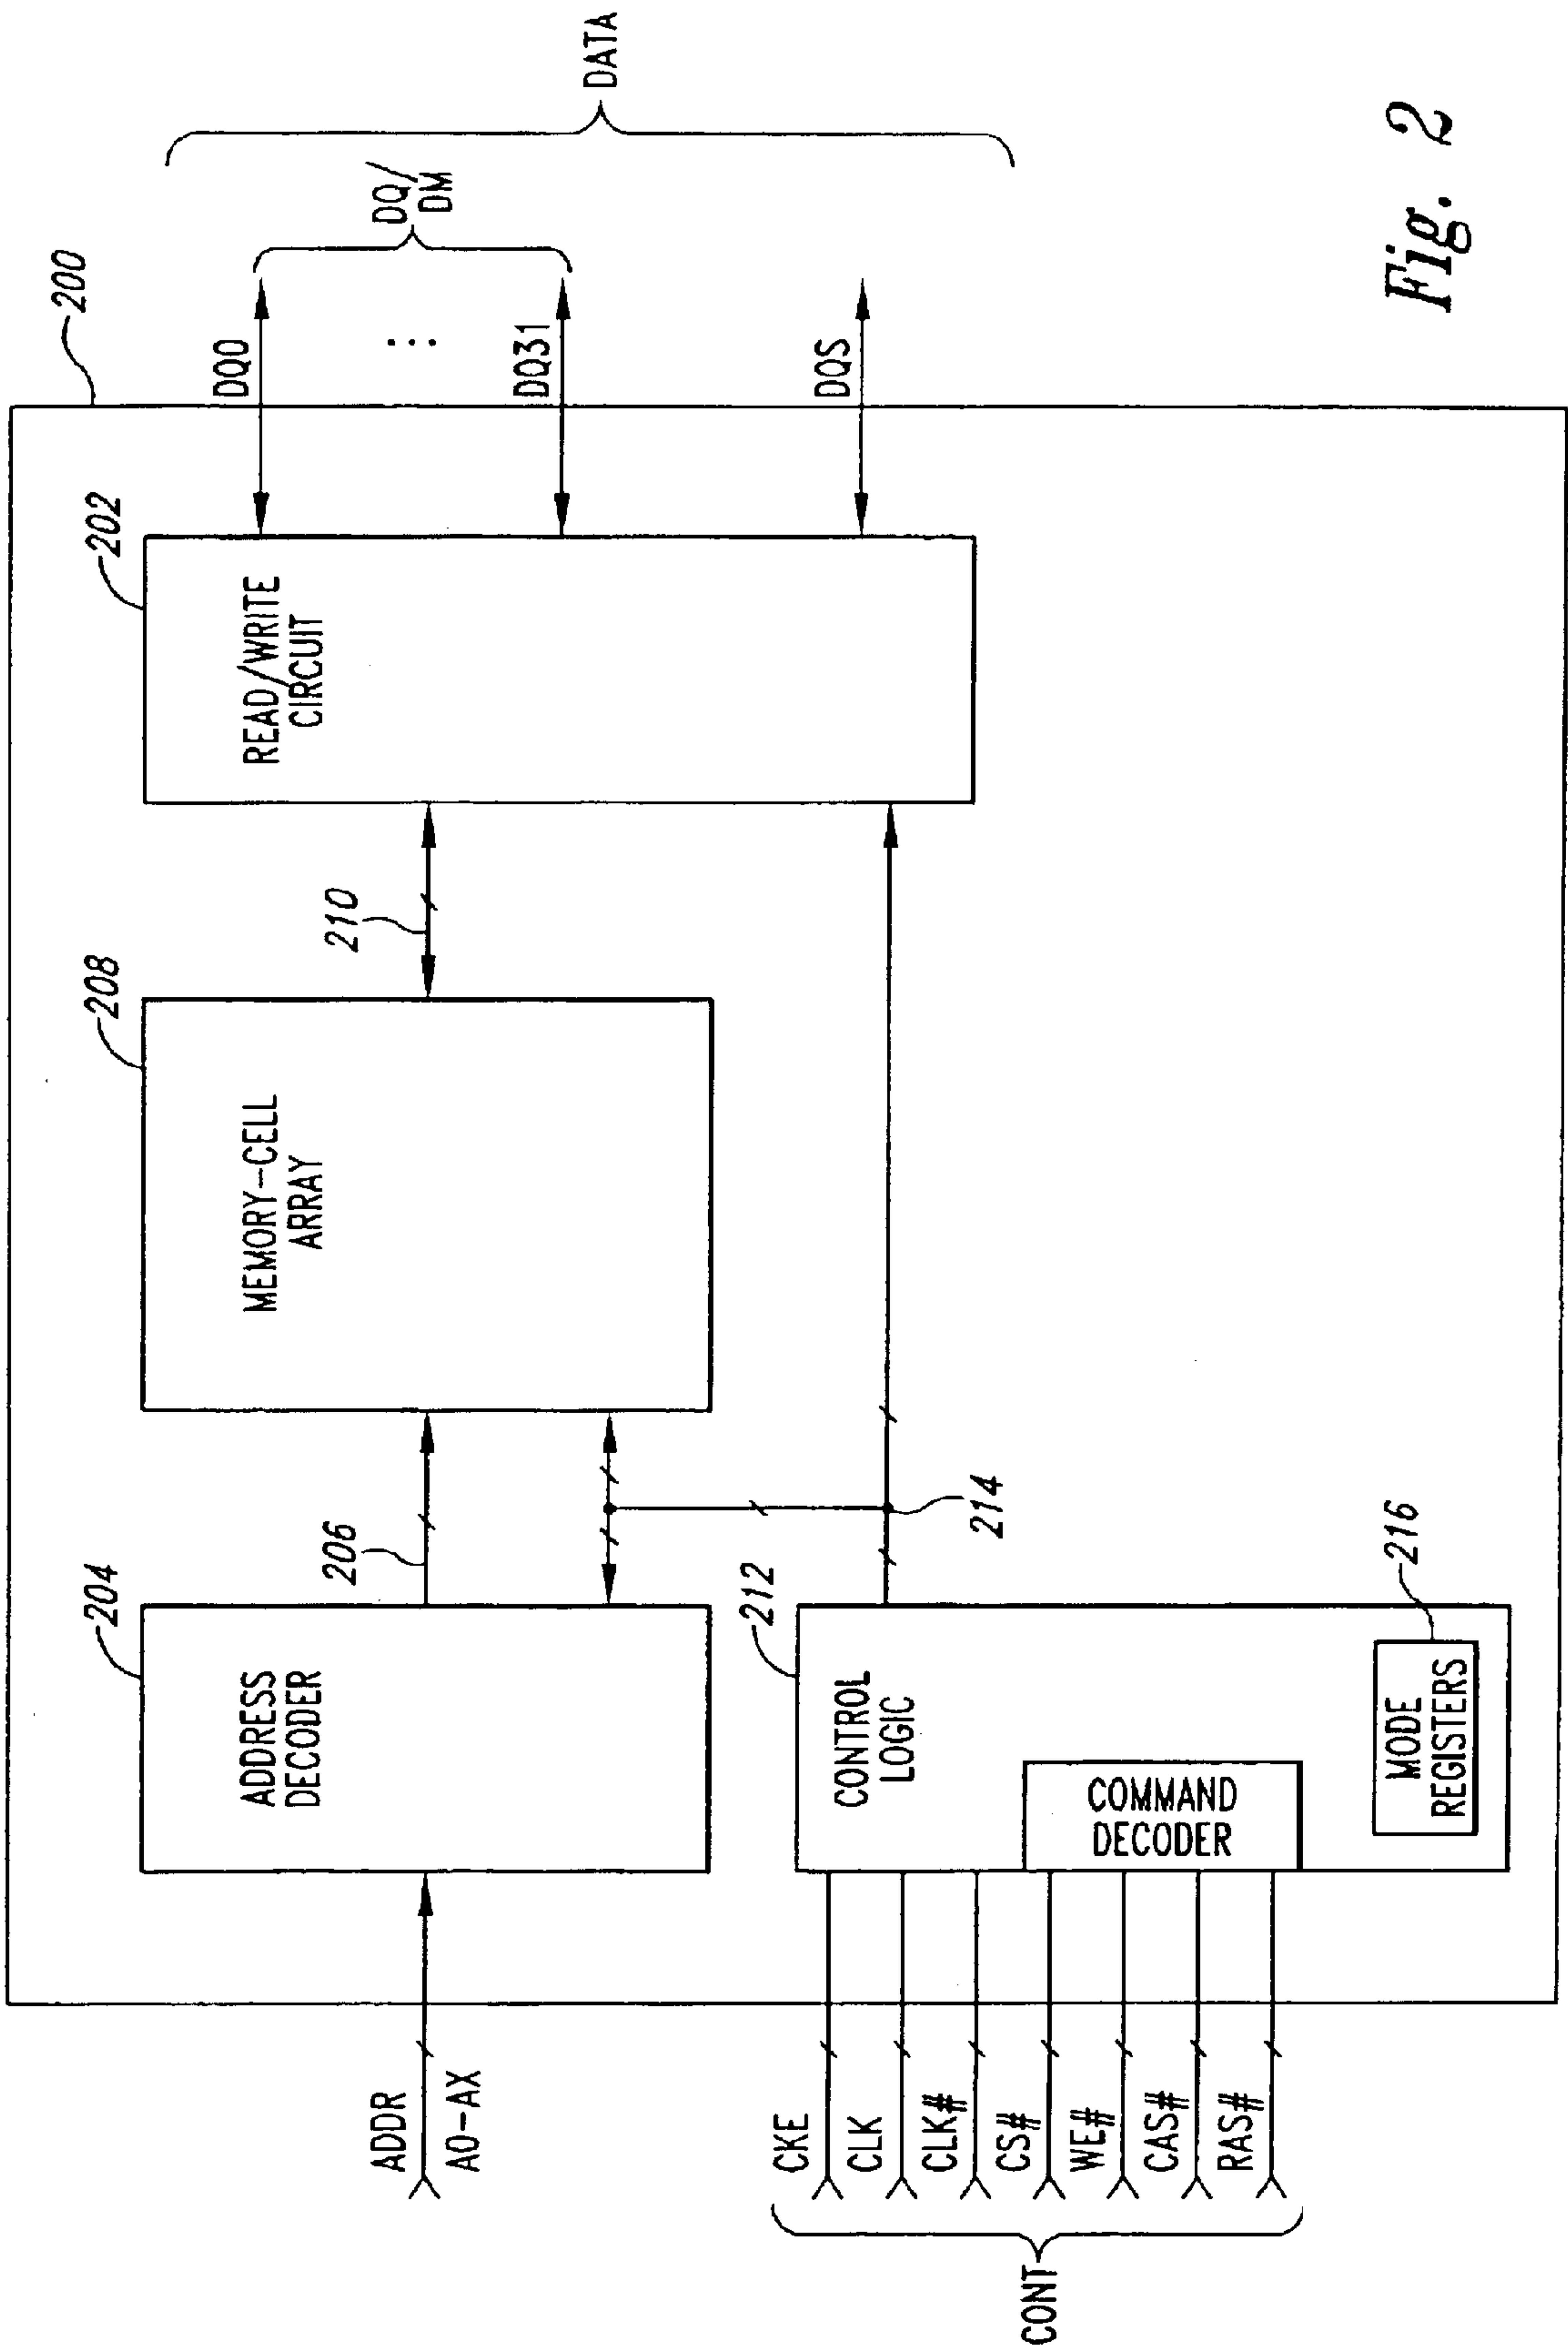 200
204
ADDRESS
DECODER
206
208
MEMORY-CELL
ARRAY
210
202
READ/WRITE
CIRCUIT
ADDR
A0-AX
DQ0
DQ31
DQS
DQ/
DM
DATA
CONT
CKE
CLK
CLK#
CS#
WE#
CAS#
RAS#
212
CONTROL
LOGIC
COMMAND
DECODER
MODE
REGISTERS
216
214
Fig. 2